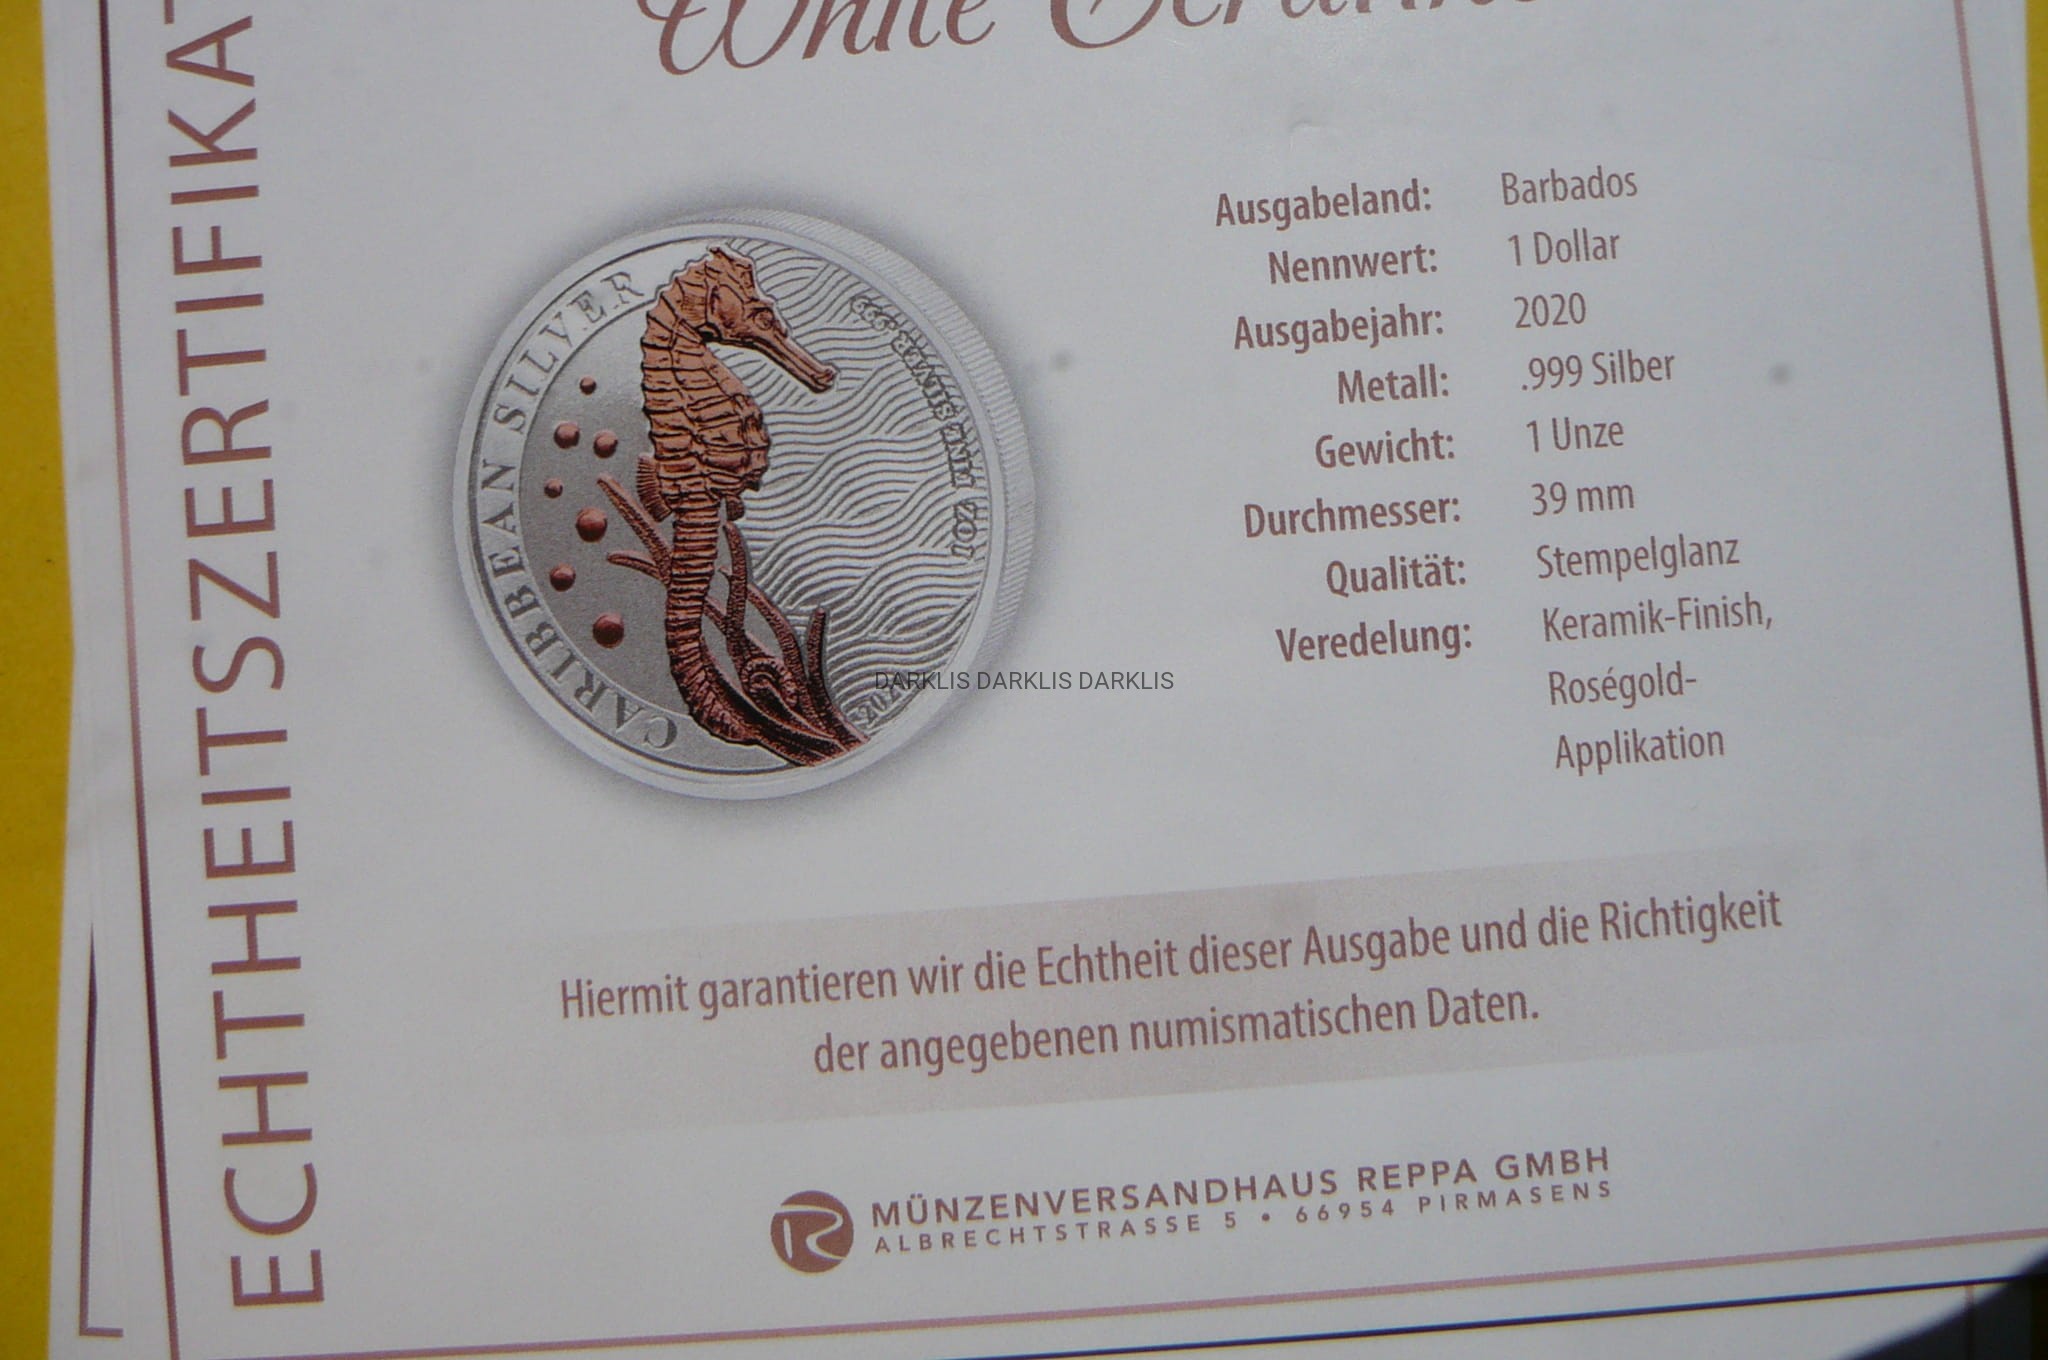 White
ECHTHEITSZERTIFIKAT
CARIBBEAN SILVER
1OZ FINE SILVER .999
Ausgabeland: Barbados
Nennwert: 1 Dollar
Ausgabejahr: 2020
Metall: .999 Silber
Gewicht: 1 Unze
Durchmesser: 39 mm
Qualität: Stempelglanz
Veredelung: Keramik-Finish,
Roségold-
Applikation
DARKLIS DARKLIS DARKLIS
Hiermit garantieren wir die Echtheit dieser Ausgabe und die Richtigkeit
der angegebenen numismatischen Daten.
MÜNZENVERSANDHAUS REPPA GMBH
ALBRECHTSTRASSE 5 • 66954 PIRMASENS